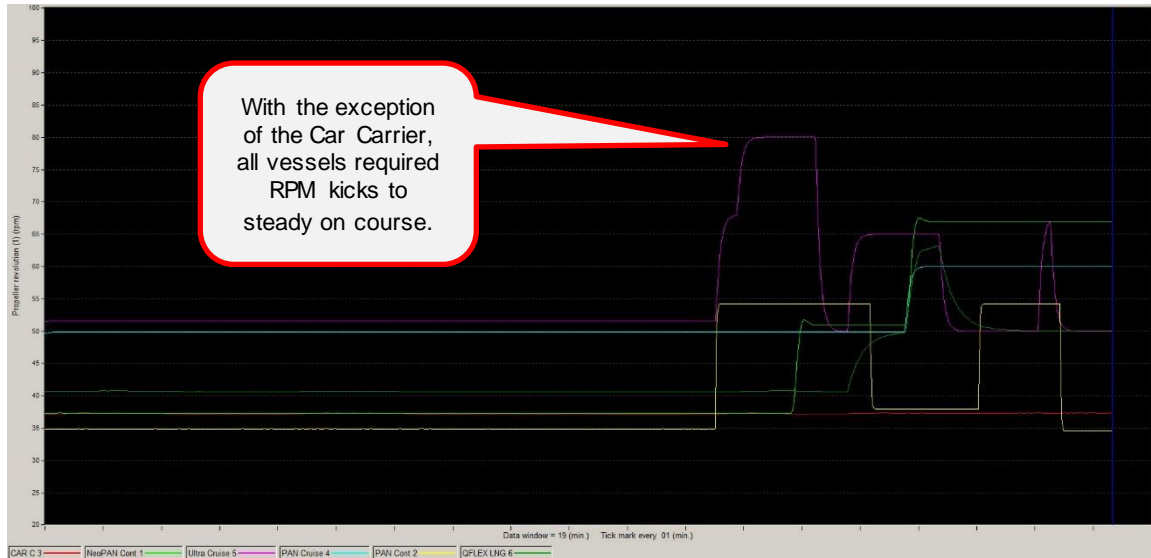 100
95
90
85
80
75
70
65
60
55
50
45
40
35
30
25
20
Propeller revolution (1) (rpm)
With the exception
of the Car Carrier,
all vessels required
RPM kicks to
steady on course.
Data window = 19 (min.) Tick mark every 01 (min.)
CAR C 3 NeoPAN Cont 1 Ultra Cruise 5 PAN Cruise 4 PAN Cont 2 QFLEX LNG 6